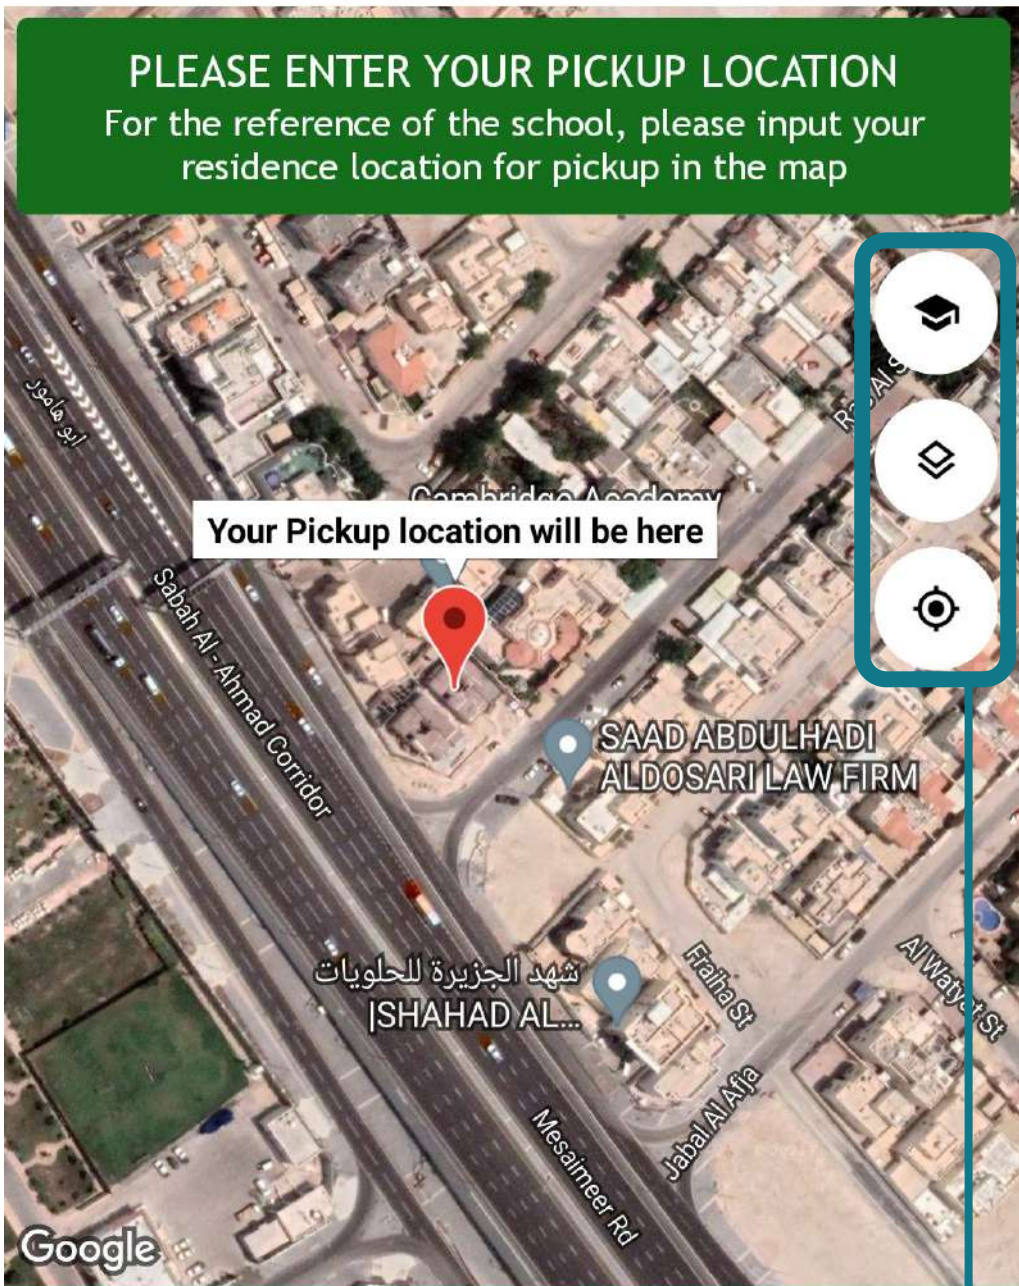 PLEASE ENTER YOUR PICKUP LOCATION
For the reference of the school, please input your
residence location for pickup in the map
ابو هامور
Cambridge Academy
Your Pickup location will be here
Sabah Al - Ahmad Corridor
SAAD ABDULHADI
ALDOSARI LAW FIRM
شهد الجزيرة للحلويات
|SHAHAD AL...
Fralha St
Al Watyat St
Jabal Al Afja
Mesaimeer Rd
Google